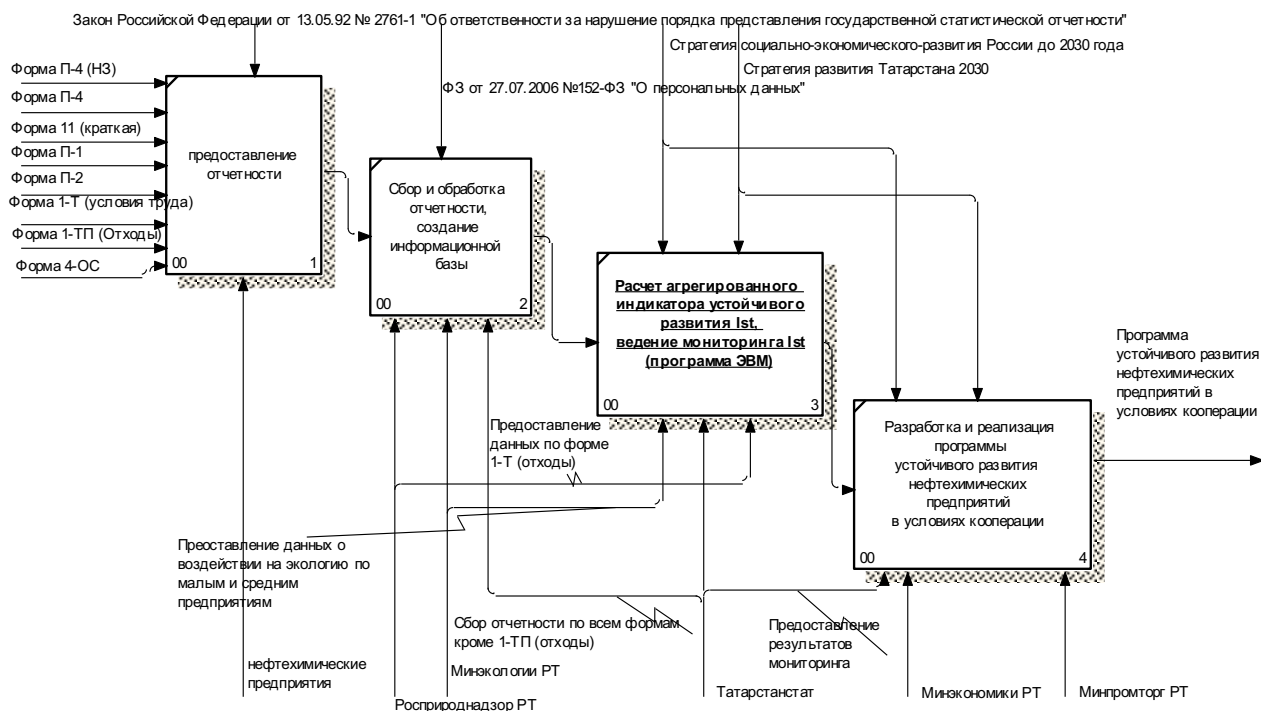 Закон Российской Федерации от 13.05.92 № 2761-1 "Об ответственности за нарушение порядка представления государственной статистической отчетности"
Стратегия социально-экономического-развития России до 2030 года
Стратегия развития Татарстана 2030
ФЗ от 27.07.2006 №152-ФЗ "О персональных данных"
Форма П-4 (НЗ)
Форма П-4
Форма 11 (краткая)
Форма П-1
Форма П-2
Форма 1-Т (условия труда)
Форма 1-ТП (Отходы)
Форма 4-ОС
предоставление
отчетности
00
1
Сбор и обработка
отчетности,
создание
информационной
базы
00
2
Расчет агрегированного
индикатора устойчивого
развития Ist,
ведение мониторинга Ist
(программа ЭВМ)
00
3
Разработка и реализация
программы
устойчивого развития
нефтехимических
предприятий
в условиях кооперации
00
4
Программа
устойчивого развития
нефтехимических
предприятий в
условиях кооперации
Предоставление
данных по форме
1-Т (отходы)
Преоставление данных о
воздействии на экологию по
малым и средним
предприятиям
Сбор отчетности по всем формам
кроме 1-ТП (отходы)
Предоставление
результатов
мониторинга
нефтехимические
предприятия
Росприроднадзор РТ
Минэкологии РТ
Татарстанстат
Минэкономики РТ
Минпромторг РТ